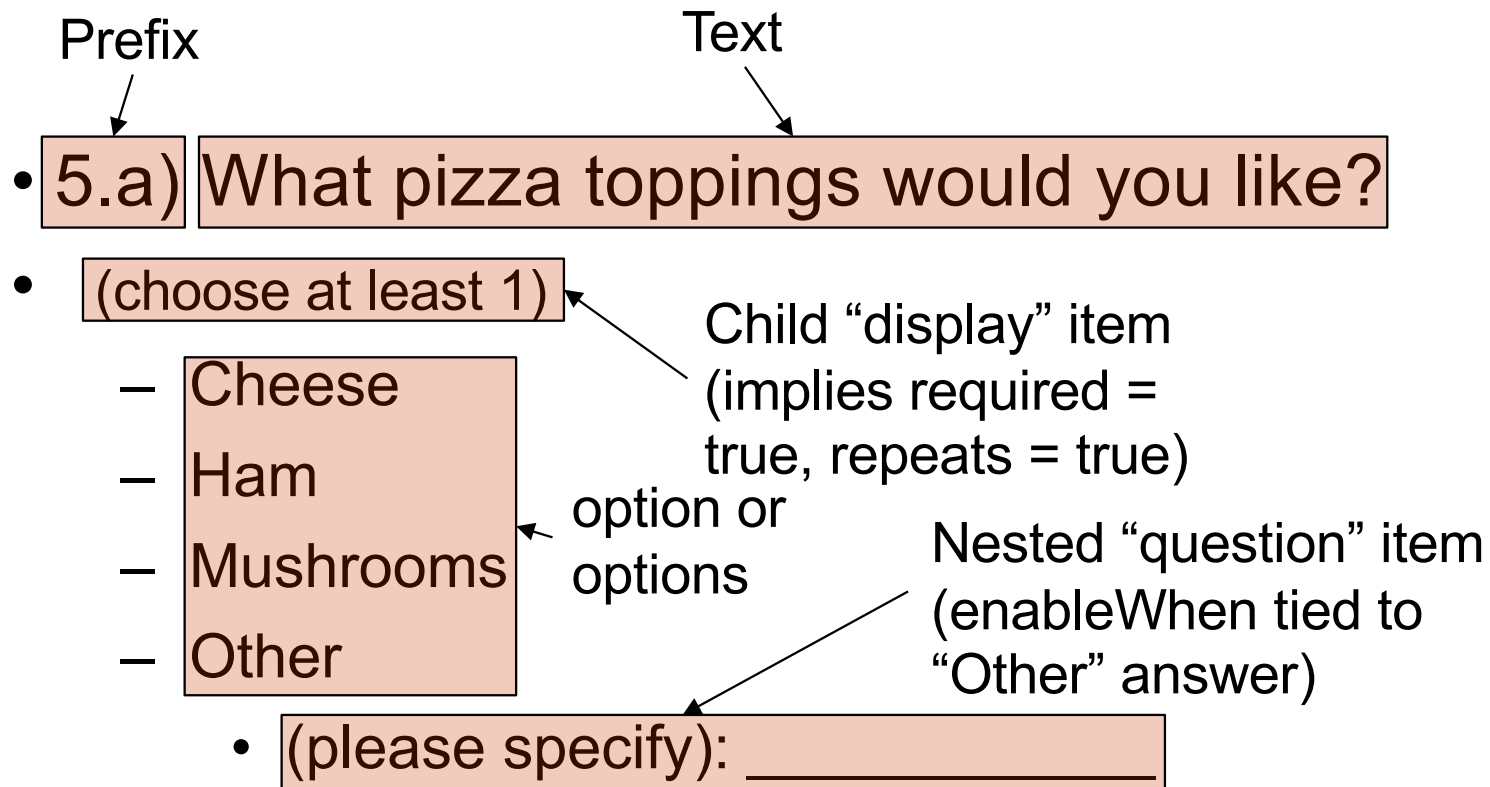 Prefix
Text
• 5.a) What pizza toppings would you like?
• (choose at least 1)
Child “display” item
(implies required =
true, repeats = true)
– Cheese
– Ham
– Mushrooms
– Other
option or
options
Nested “question” item
(enableWhen tied to
“Other” answer)
• (please specify): ______________